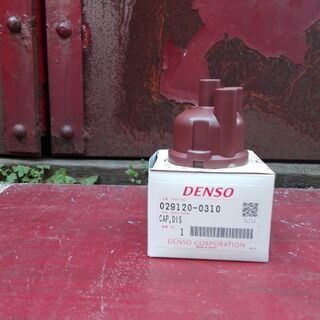 DENSO
029120-0310
CAP,DIS
1
DENSO CORPORATION